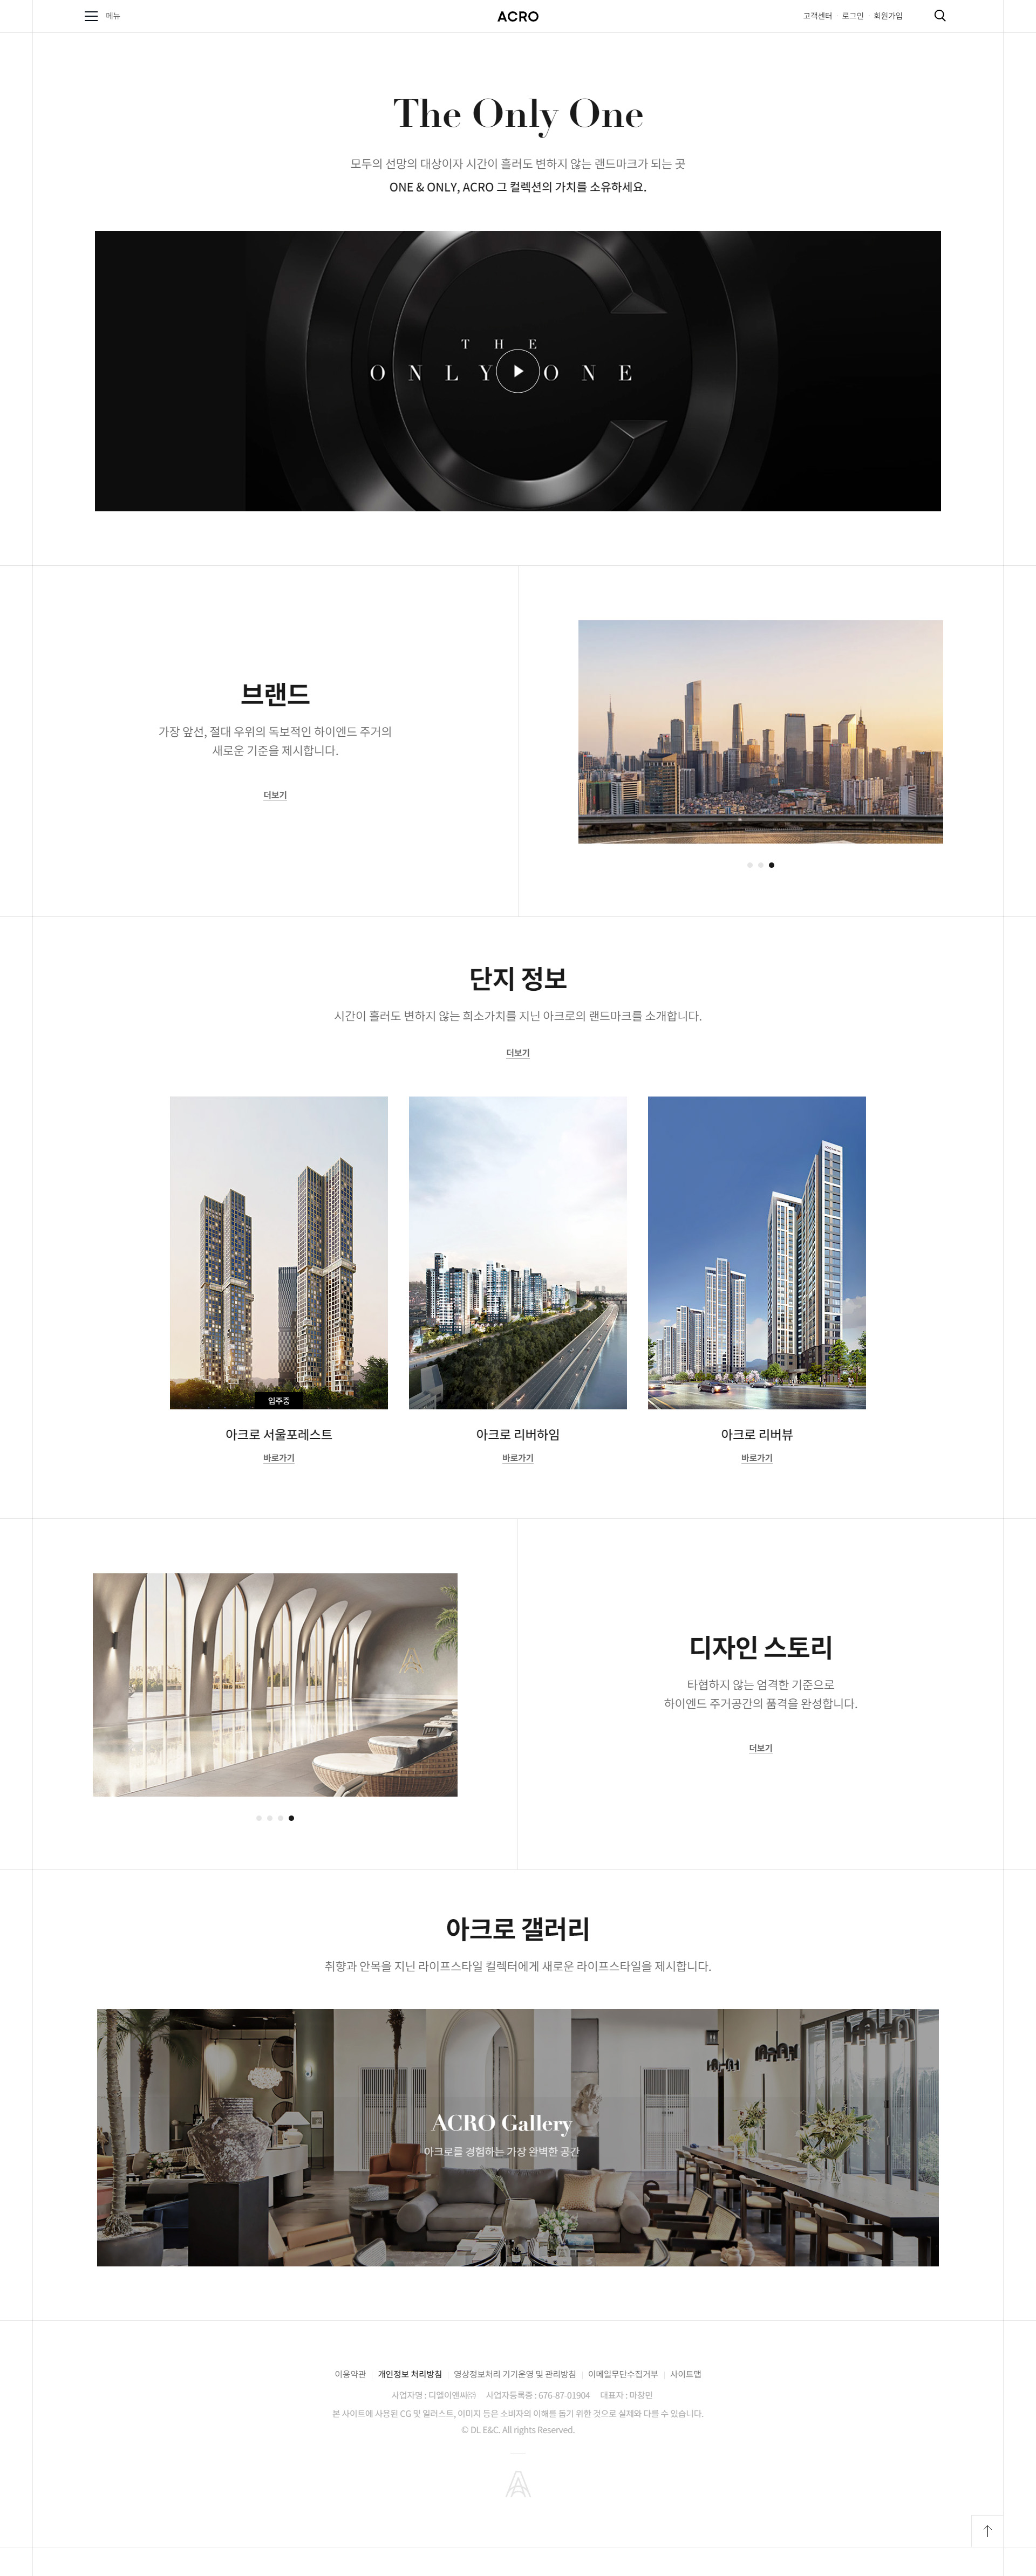 메뉴
ACRO
고객센터
로그인
회원가입
The Only One
모두의 선망의 대상이자 시간이 흘러도 변하지 않는 랜드마크가 되는 곳
ONE & ONLY, ACRO 그 컬렉션의 가치를 소유하세요.
THE
ONLY ONE
브랜드
가장 앞선, 절대 우위의 독보적인 하이엔드 주거의
새로운 기준을 제시합니다.
더보기
단지 정보
시간이 흘러도 변하지 않는 희소가치를 지닌 아크로의 랜드마크를 소개합니다.
더보기
입주중
아크로 서울포레스트
바로가기
아크로 리버하임
바로가기
아크로 리버뷰
바로가기
디자인 스토리
타협하지 않는 엄격한 기준으로
하이엔드 주거공간의 품격을 완성합니다.
더보기
아크로 갤러리
취향과 안목을 지닌 라이프스타일 컬렉터에게 새로운 라이프스타일을 제시합니다.
ACRO Gallery
아크로를 경험하는 가장 완벽한 공간
이용약관 개인정보 처리방침 영상정보처리 기기운영 및 관리방침 이메일무단수집거부 사이트맵
사업자명 : 디엘이앤씨㈜ 사업자등록증 : 676-87-01904 대표자 : 마창민
본 사이트에 사용된 CG 및 일러스트, 이미지 등은 소비자의 이해를 돕기 위한 것으로 실제와 다를 수 있습니다.
© DL E&C. All rights Reserved.